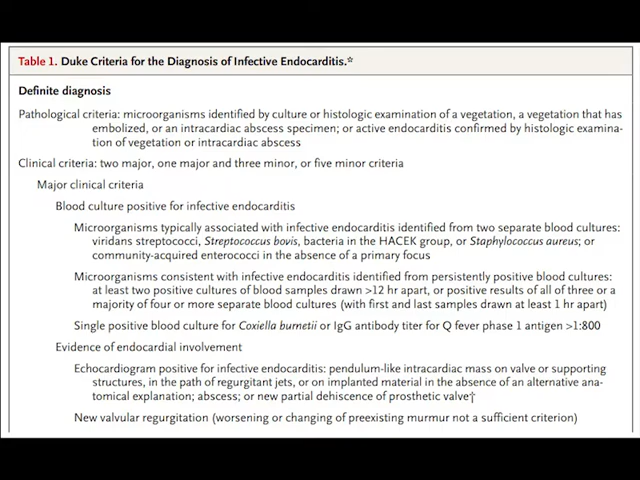 Table 1. Duke Criteria for the Diagnosis of Infective Endocarditis.*
Definite diagnosis
Pathological criteria: microorganisms identified by culture or histologic examination of a vegetation, a vegetation that has
embolized, or an intracardiac abscess specimen; or active endocarditis confirmed by histologic examina-
tion of vegetation or intracardiac abscess
Clinical criteria: two major, one major and three minor, or five minor criteria
Major clinical criteria
Blood culture positive for infective endocarditis
Microorganisms typically associated with infective endocarditis identified from two separate blood cultures:
viridans streptococci, Streptococcus bovis, bacteria in the HACEK group, or Staphylococcus aureus; or
community-acquired enterococci in the absence of a primary focus
Microorganisms consistent with infective endocarditis identified from persistently positive blood cultures:
at least two positive cultures of blood samples drawn >12 hr apart, or positive results of all of three or a
majority of four or more separate blood cultures (with first and last samples drawn at least 1 hr apart)
Single positive blood culture for Coxiella burnetii or IgG antibody titer for Q fever phase 1 antigen >1:800
Evidence of endocardial involvement
Echocardiogram positive for infective endocarditis: pendulum-like intracardiac mass on valve or supporting
structures, in the path of regurgitant jets, or on implanted material in the absence of an alternative ana-
tomical explanation; abscess; or new partial dehiscence of prosthetic valve†
New valvular regurgitation (worsening or changing of preexisting murmur not a sufficient criterion)